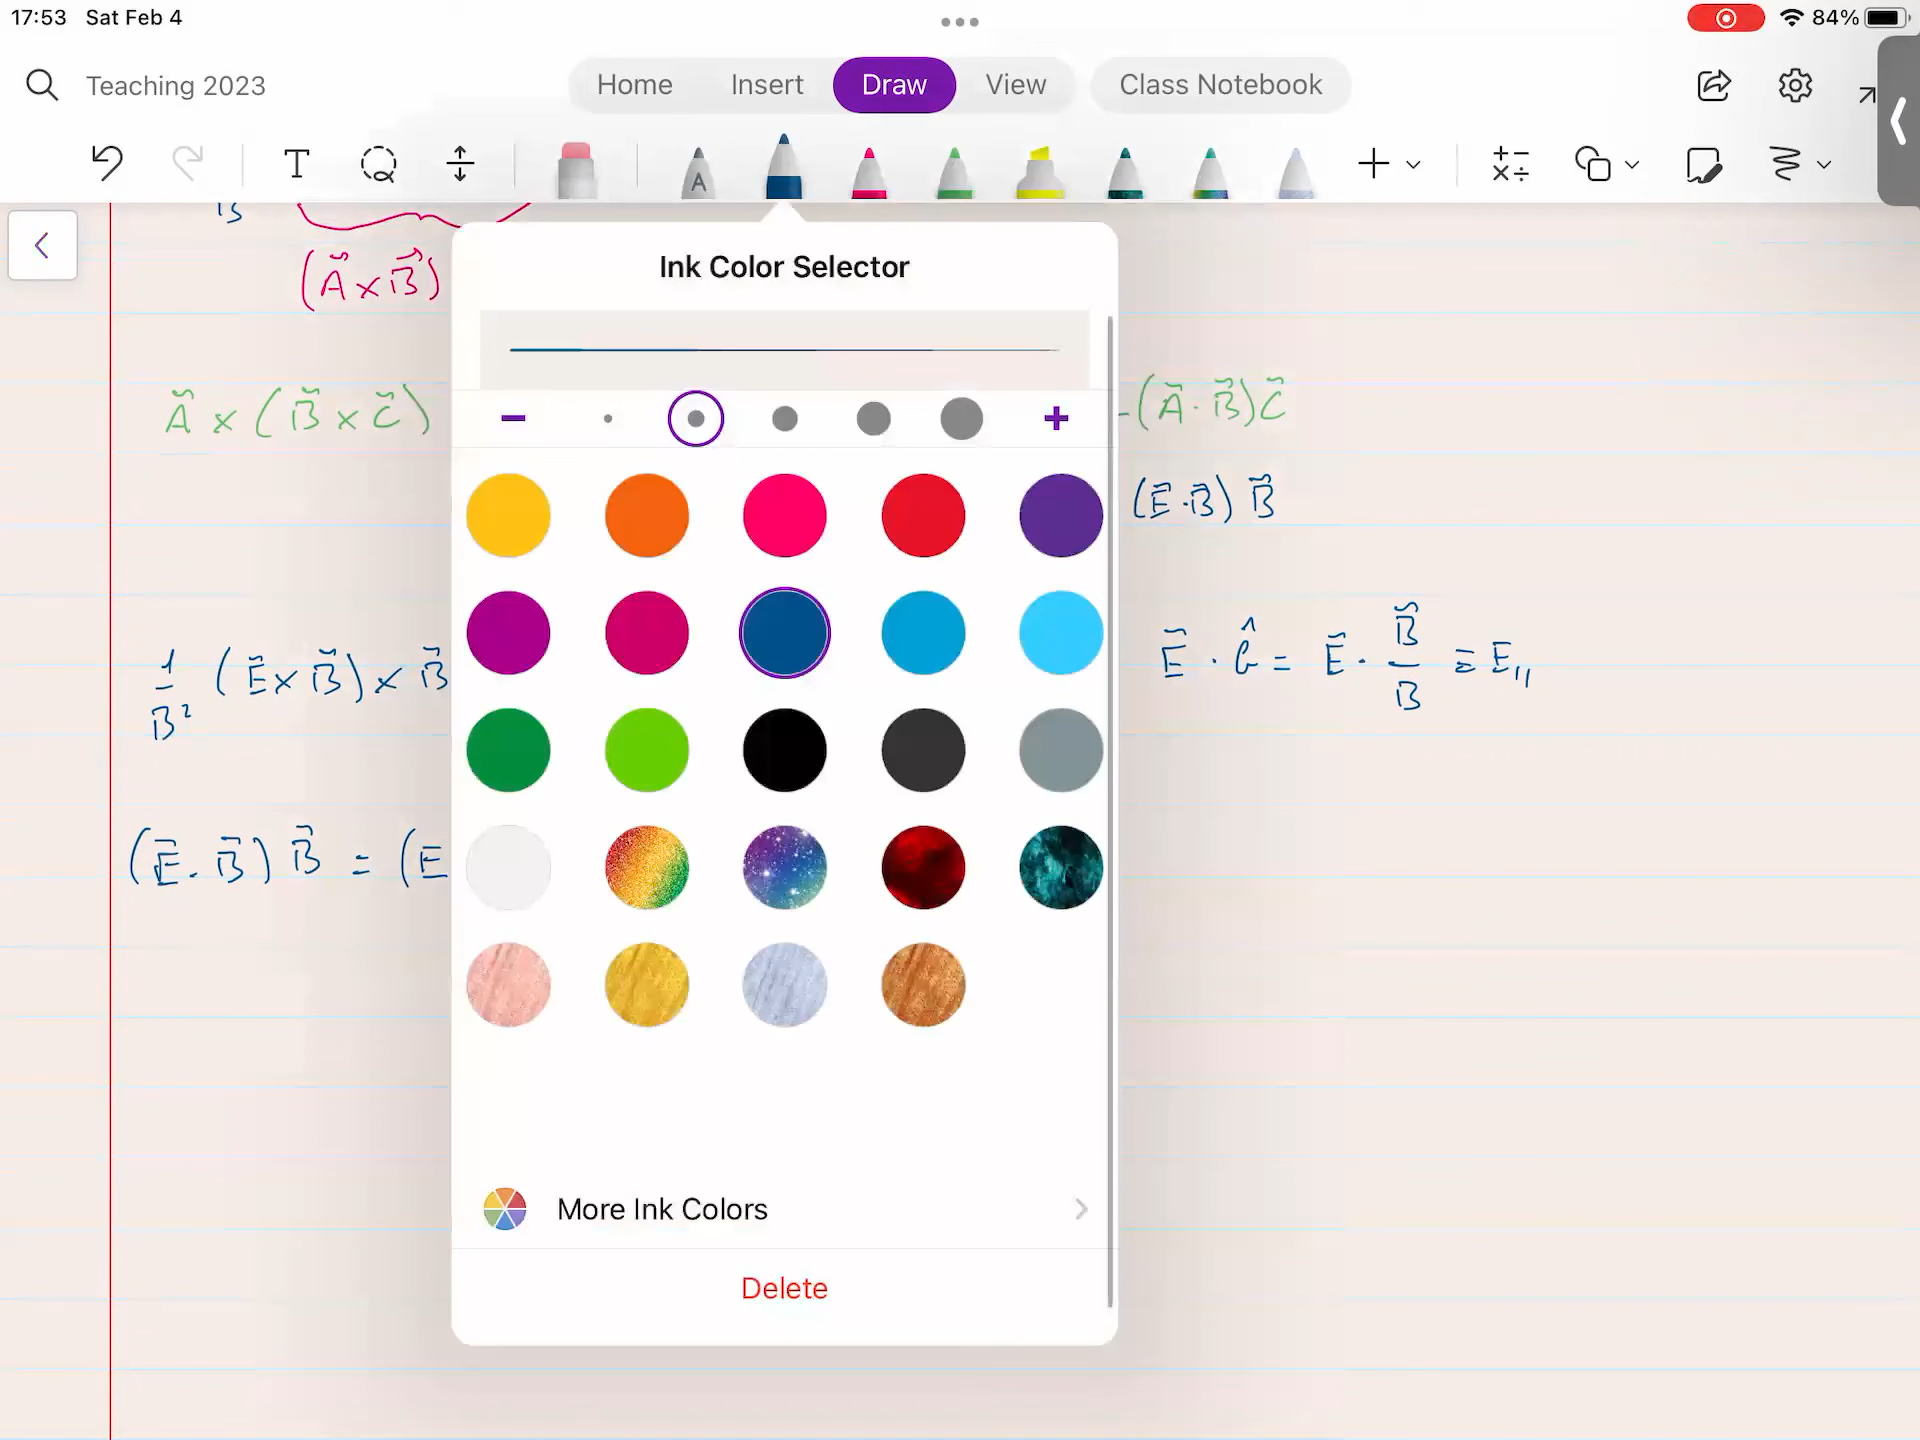 17:53 Sat Feb 4
84%
Teaching 2023
Home Insert Draw View Class Notebook
T
A
B
(A⃗ × B⃗)
Ink Color Selector
A⃗ × (B⃗ × C⃗)
-(A⃗ · B⃗) C⃗
(E⃗ · B⃗) B⃗
1/B² (E⃗ × B⃗) × B⃗
E⃗ · b̂ = E⃗ · B⃗/B ≡ E∥
(E⃗ · B⃗) B⃗ = (E
More Ink Colors
Delete